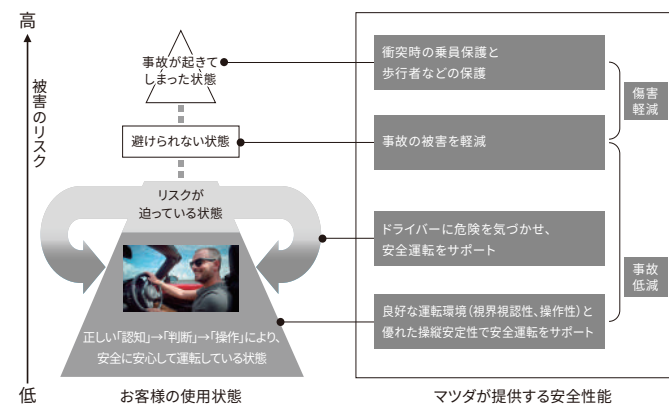 高
被害のリスク
低
事故が起きて
しまった状態
避けられない状態
リスクが
迫っている状態
正しい「認知」→「判断」→「操作」により、
安全に安心して運転している状態
お客様の使用状態
衝突時の乗員保護と
歩行者などの保護
事故の被害を軽減
ドライバーに危険を気づかせ、
安全運転をサポート
良好な運転環境（視界視認性、操作性）と
優れた操縦安定性で安全運転をサポート
傷害
軽減
事故
低減
マツダが提供する安全性能